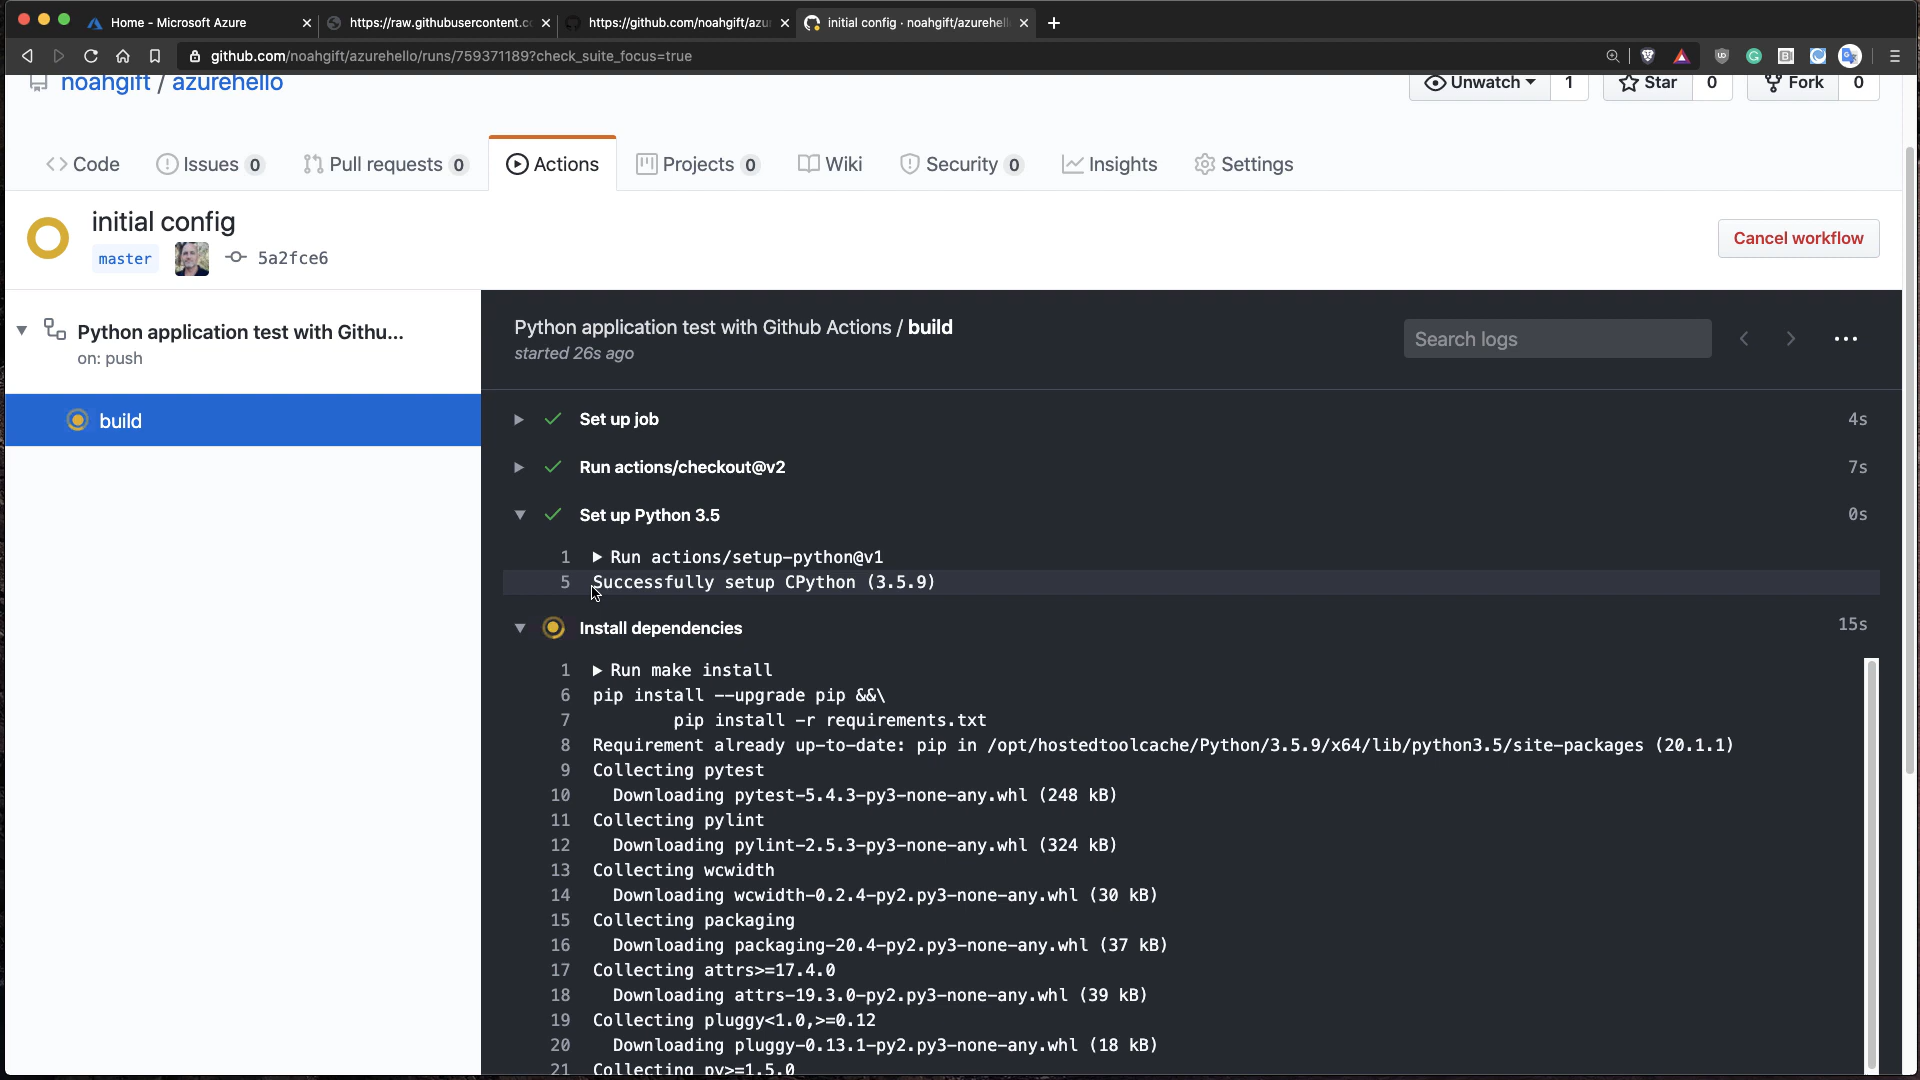 Home - Microsoft Azure
https://raw.githubusercontent.c
https://github.com/noahgift/azu
initial config · noahgift/azurehell
github.com/noahgift/azurehello/runs/759371189?check_suite_focus=true
noahgift / azurehello
Unwatch 1
Star 0
Fork 0
Code
Issues 0
Pull requests 0
Actions
Projects 0
Wiki
Security 0
Insights
Settings
initial config
master 5a2fce6
Cancel workflow
Python application test with Githu...
on: push
build
Python application test with Github Actions / build
started 26s ago
Search logs
Set up job 4s
Run actions/checkout@v2 7s
Set up Python 3.5 0s
1 Run actions/setup-python@v1
5 Successfully setup CPython (3.5.9)
Install dependencies 15s
1 Run make install
6 pip install --upgrade pip &&\
7 pip install -r requirements.txt
8 Requirement already up-to-date: pip in /opt/hostedtoolcache/Python/3.5.9/x64/lib/python3.5/site-packages (20.1.1)
9 Collecting pytest
10 Downloading pytest-5.4.3-py3-none-any.whl (248 kB)
11 Collecting pylint
12 Downloading pylint-2.5.3-py3-none-any.whl (324 kB)
13 Collecting wcwidth
14 Downloading wcwidth-0.2.4-py2.py3-none-any.whl (30 kB)
15 Collecting packaging
16 Downloading packaging-20.4-py2.py3-none-any.whl (37 kB)
17 Collecting attrs>=17.4.0
18 Downloading attrs-19.3.0-py2.py3-none-any.whl (39 kB)
19 Collecting pluggy<1.0,>=0.12
20 Downloading pluggy-0.13.1-py2.py3-none-any.whl (18 kB)
21 Collecting py>=1.5.0